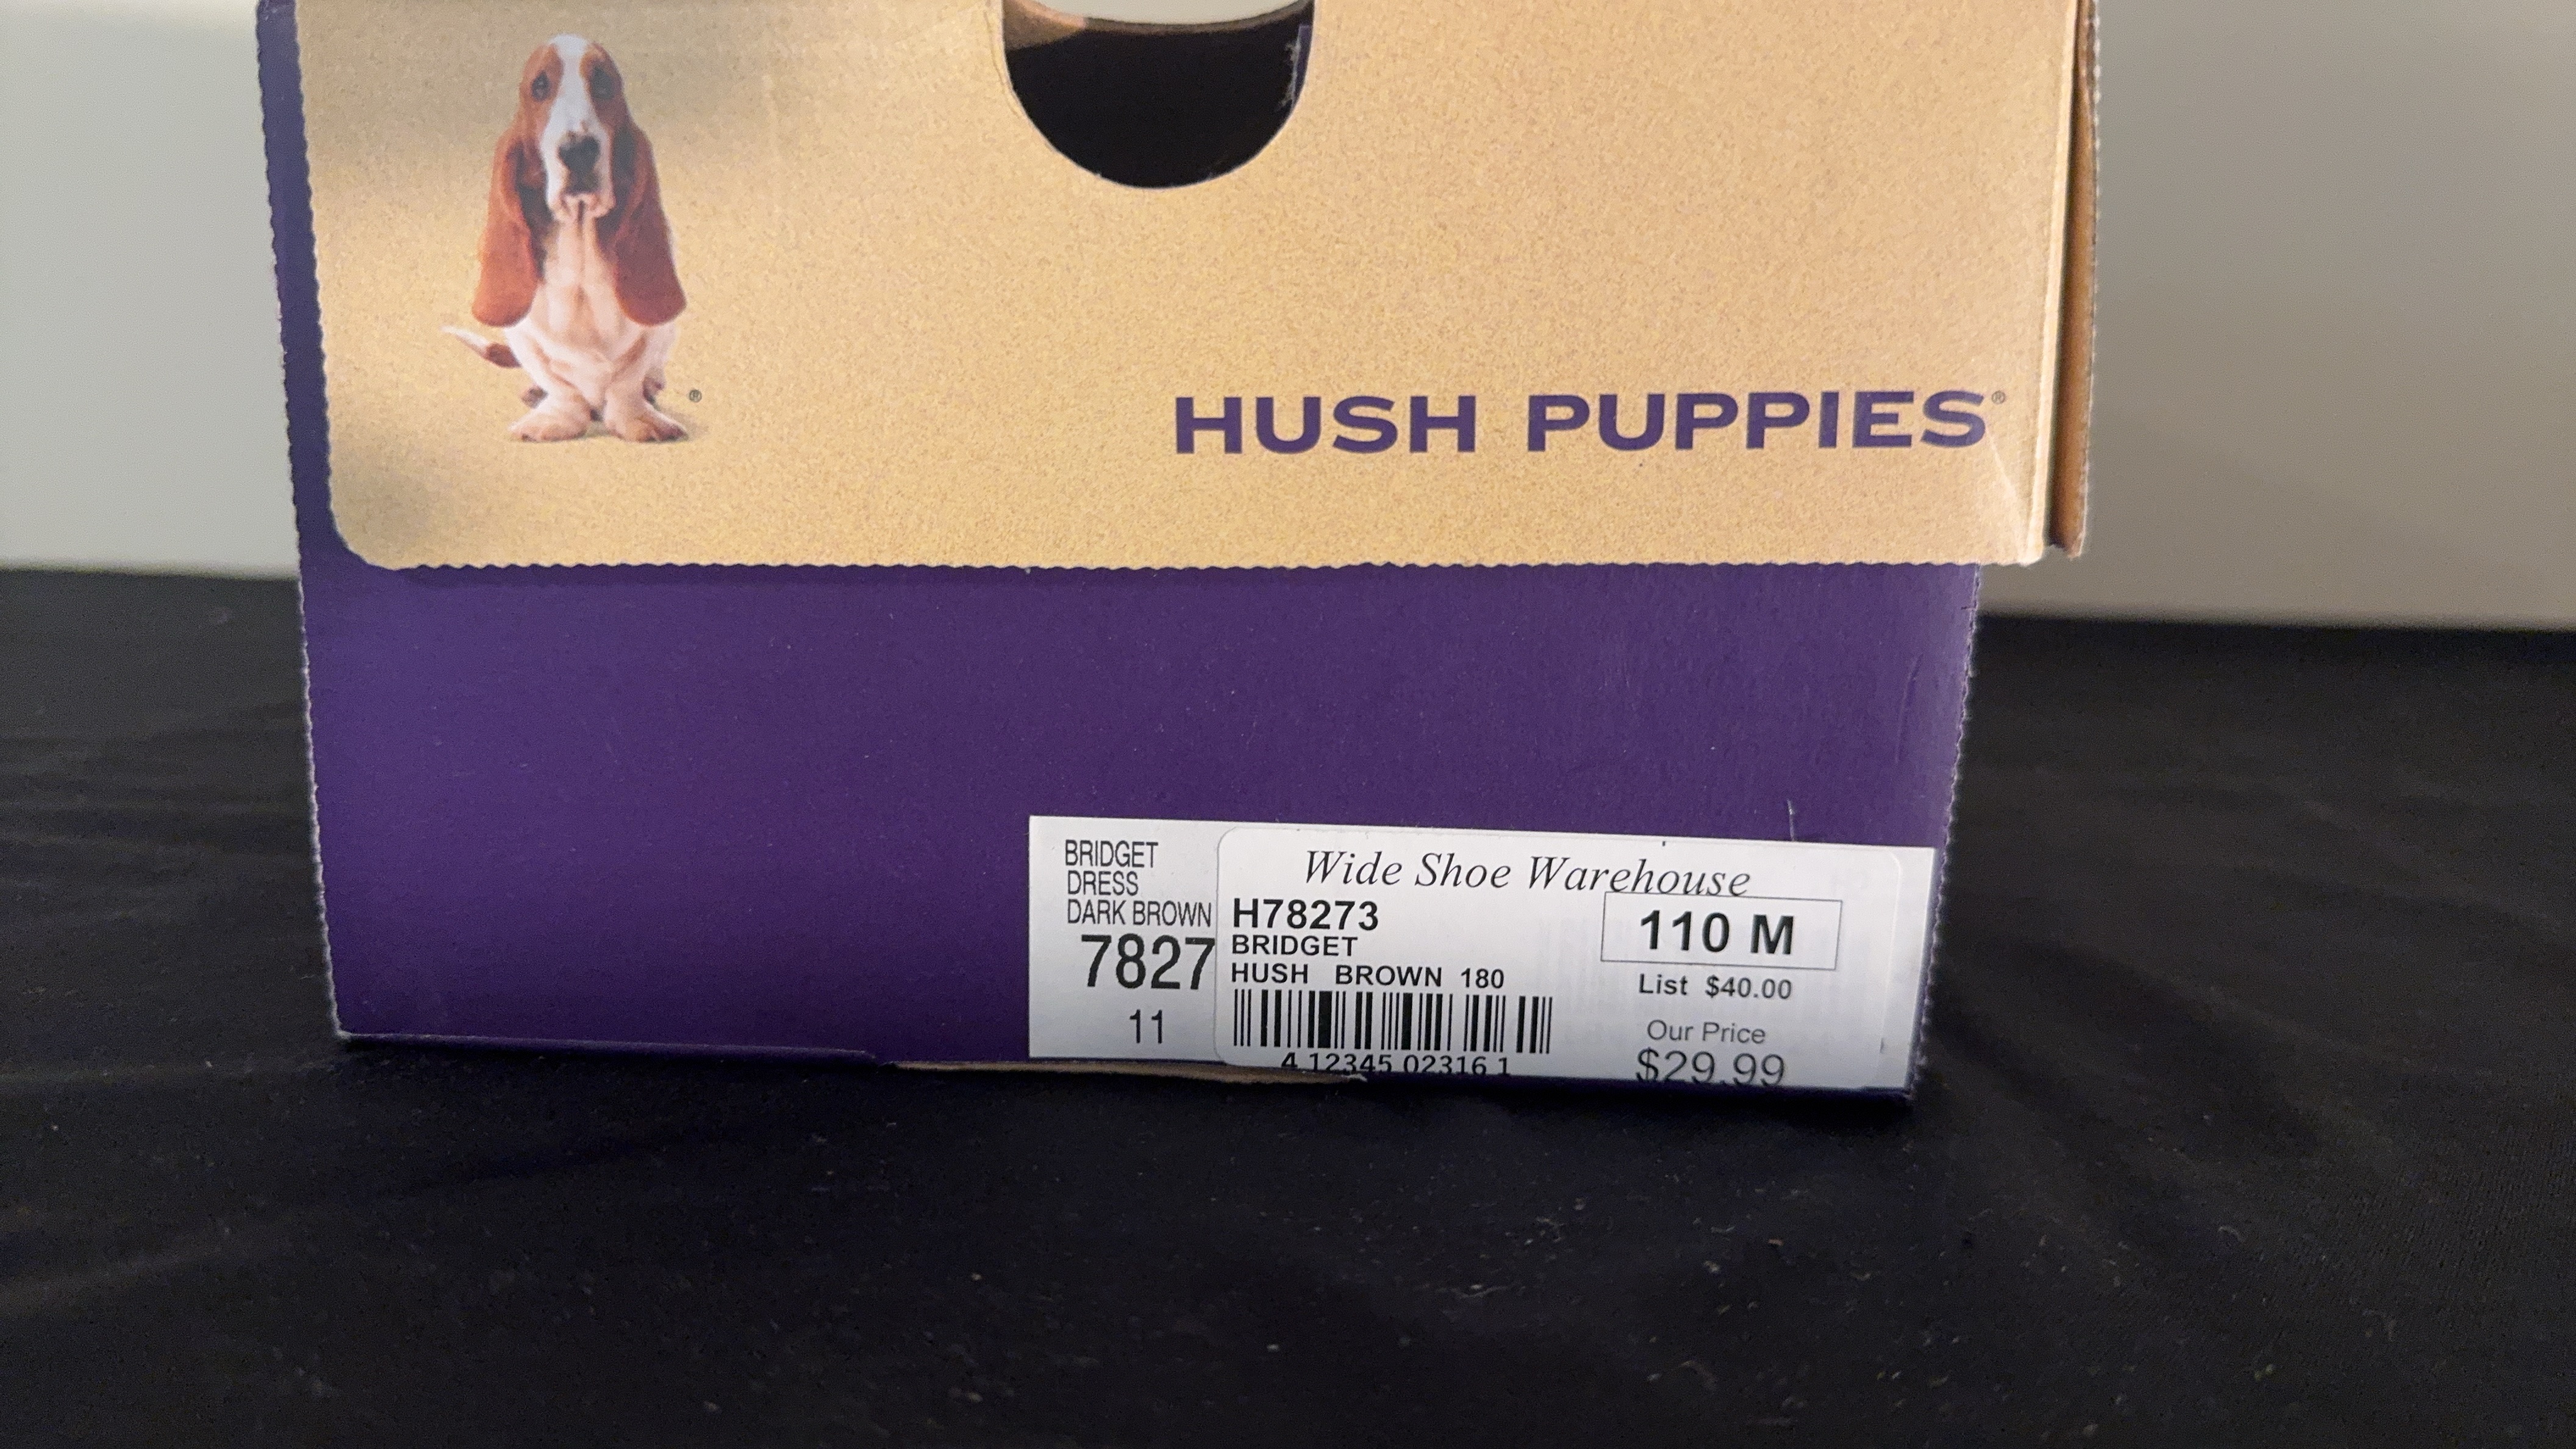 ®
HUSH PUPPIES®
BRIDGET
DRESS
DARK BROWN
7827
11
Wide Shoe Warehouse
H78273
BRIDGET
HUSH BROWN 180
4 12345 02316 1
110 M
List $40.00
Our Price
$29.99